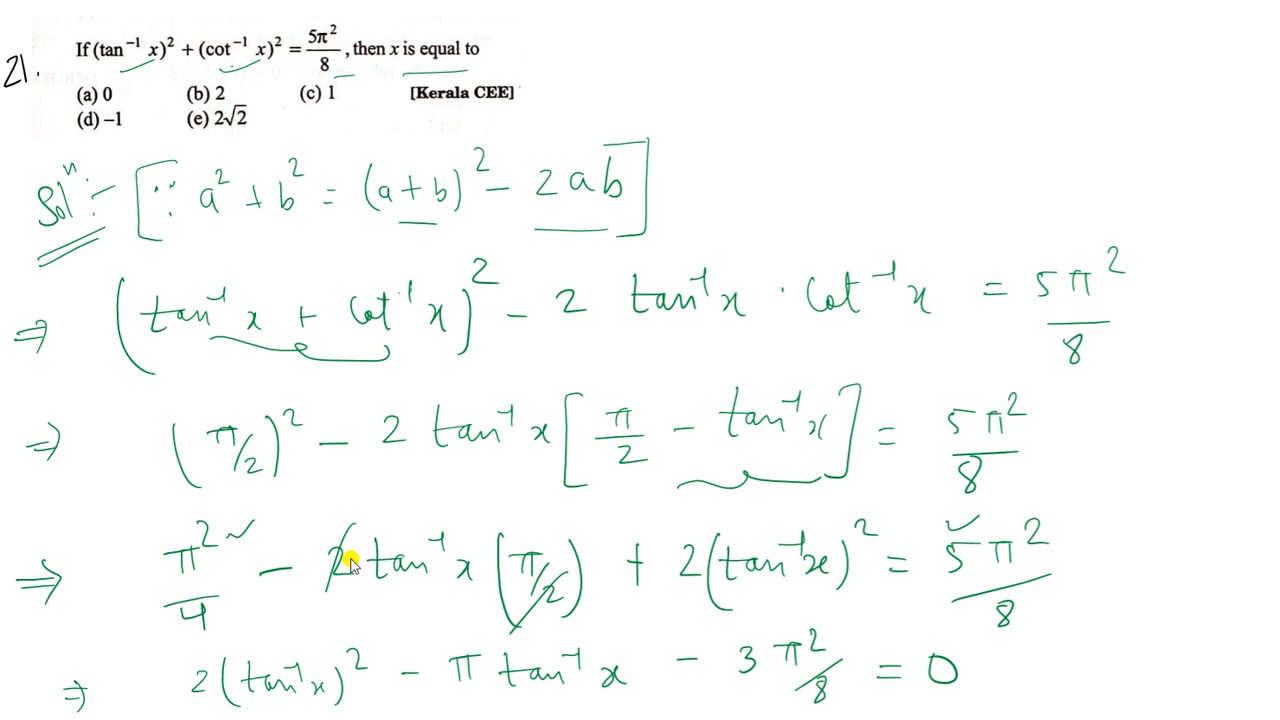 21.
If (tan⁻¹ x)² + (cot⁻¹ x)² = 5π²/8, then x is equal to
(a) 0 (b) 2 (c) 1 [Kerala CEE]
(d) –1 (e) 2√2
Solⁿ:- [∵ a² + b² = (a+b)² - 2ab]
⇒ (tan⁻¹x + cot⁻¹x)² - 2 tan⁻¹x · cot⁻¹x = 5π²/8
⇒ (π/2)² - 2 tan⁻¹x [π/2 - tan⁻¹x] = 5π²/8
⇒ π²/4 - 2 tan⁻¹x (π/2) + 2(tan⁻¹x)² = 5π²/8
⇒ 2(tan⁻¹x)² - π tan⁻¹x - 3π²/8 = 0